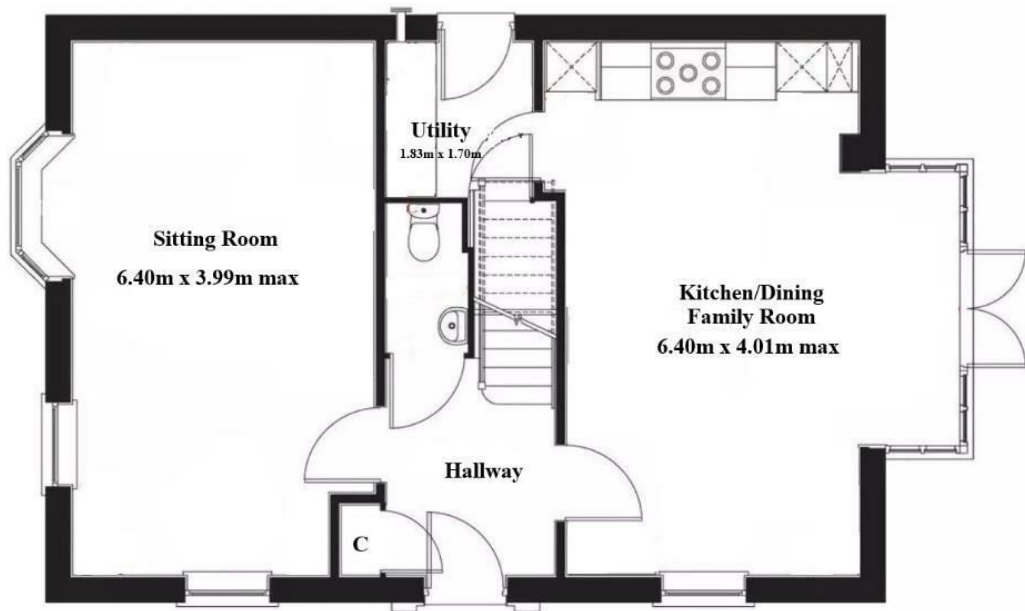 Utility
1.83m x 1.70m
Sitting Room
6.40m x 3.99m max
Kitchen/Dining
Family Room
6.40m x 4.01m max
Hallway
C